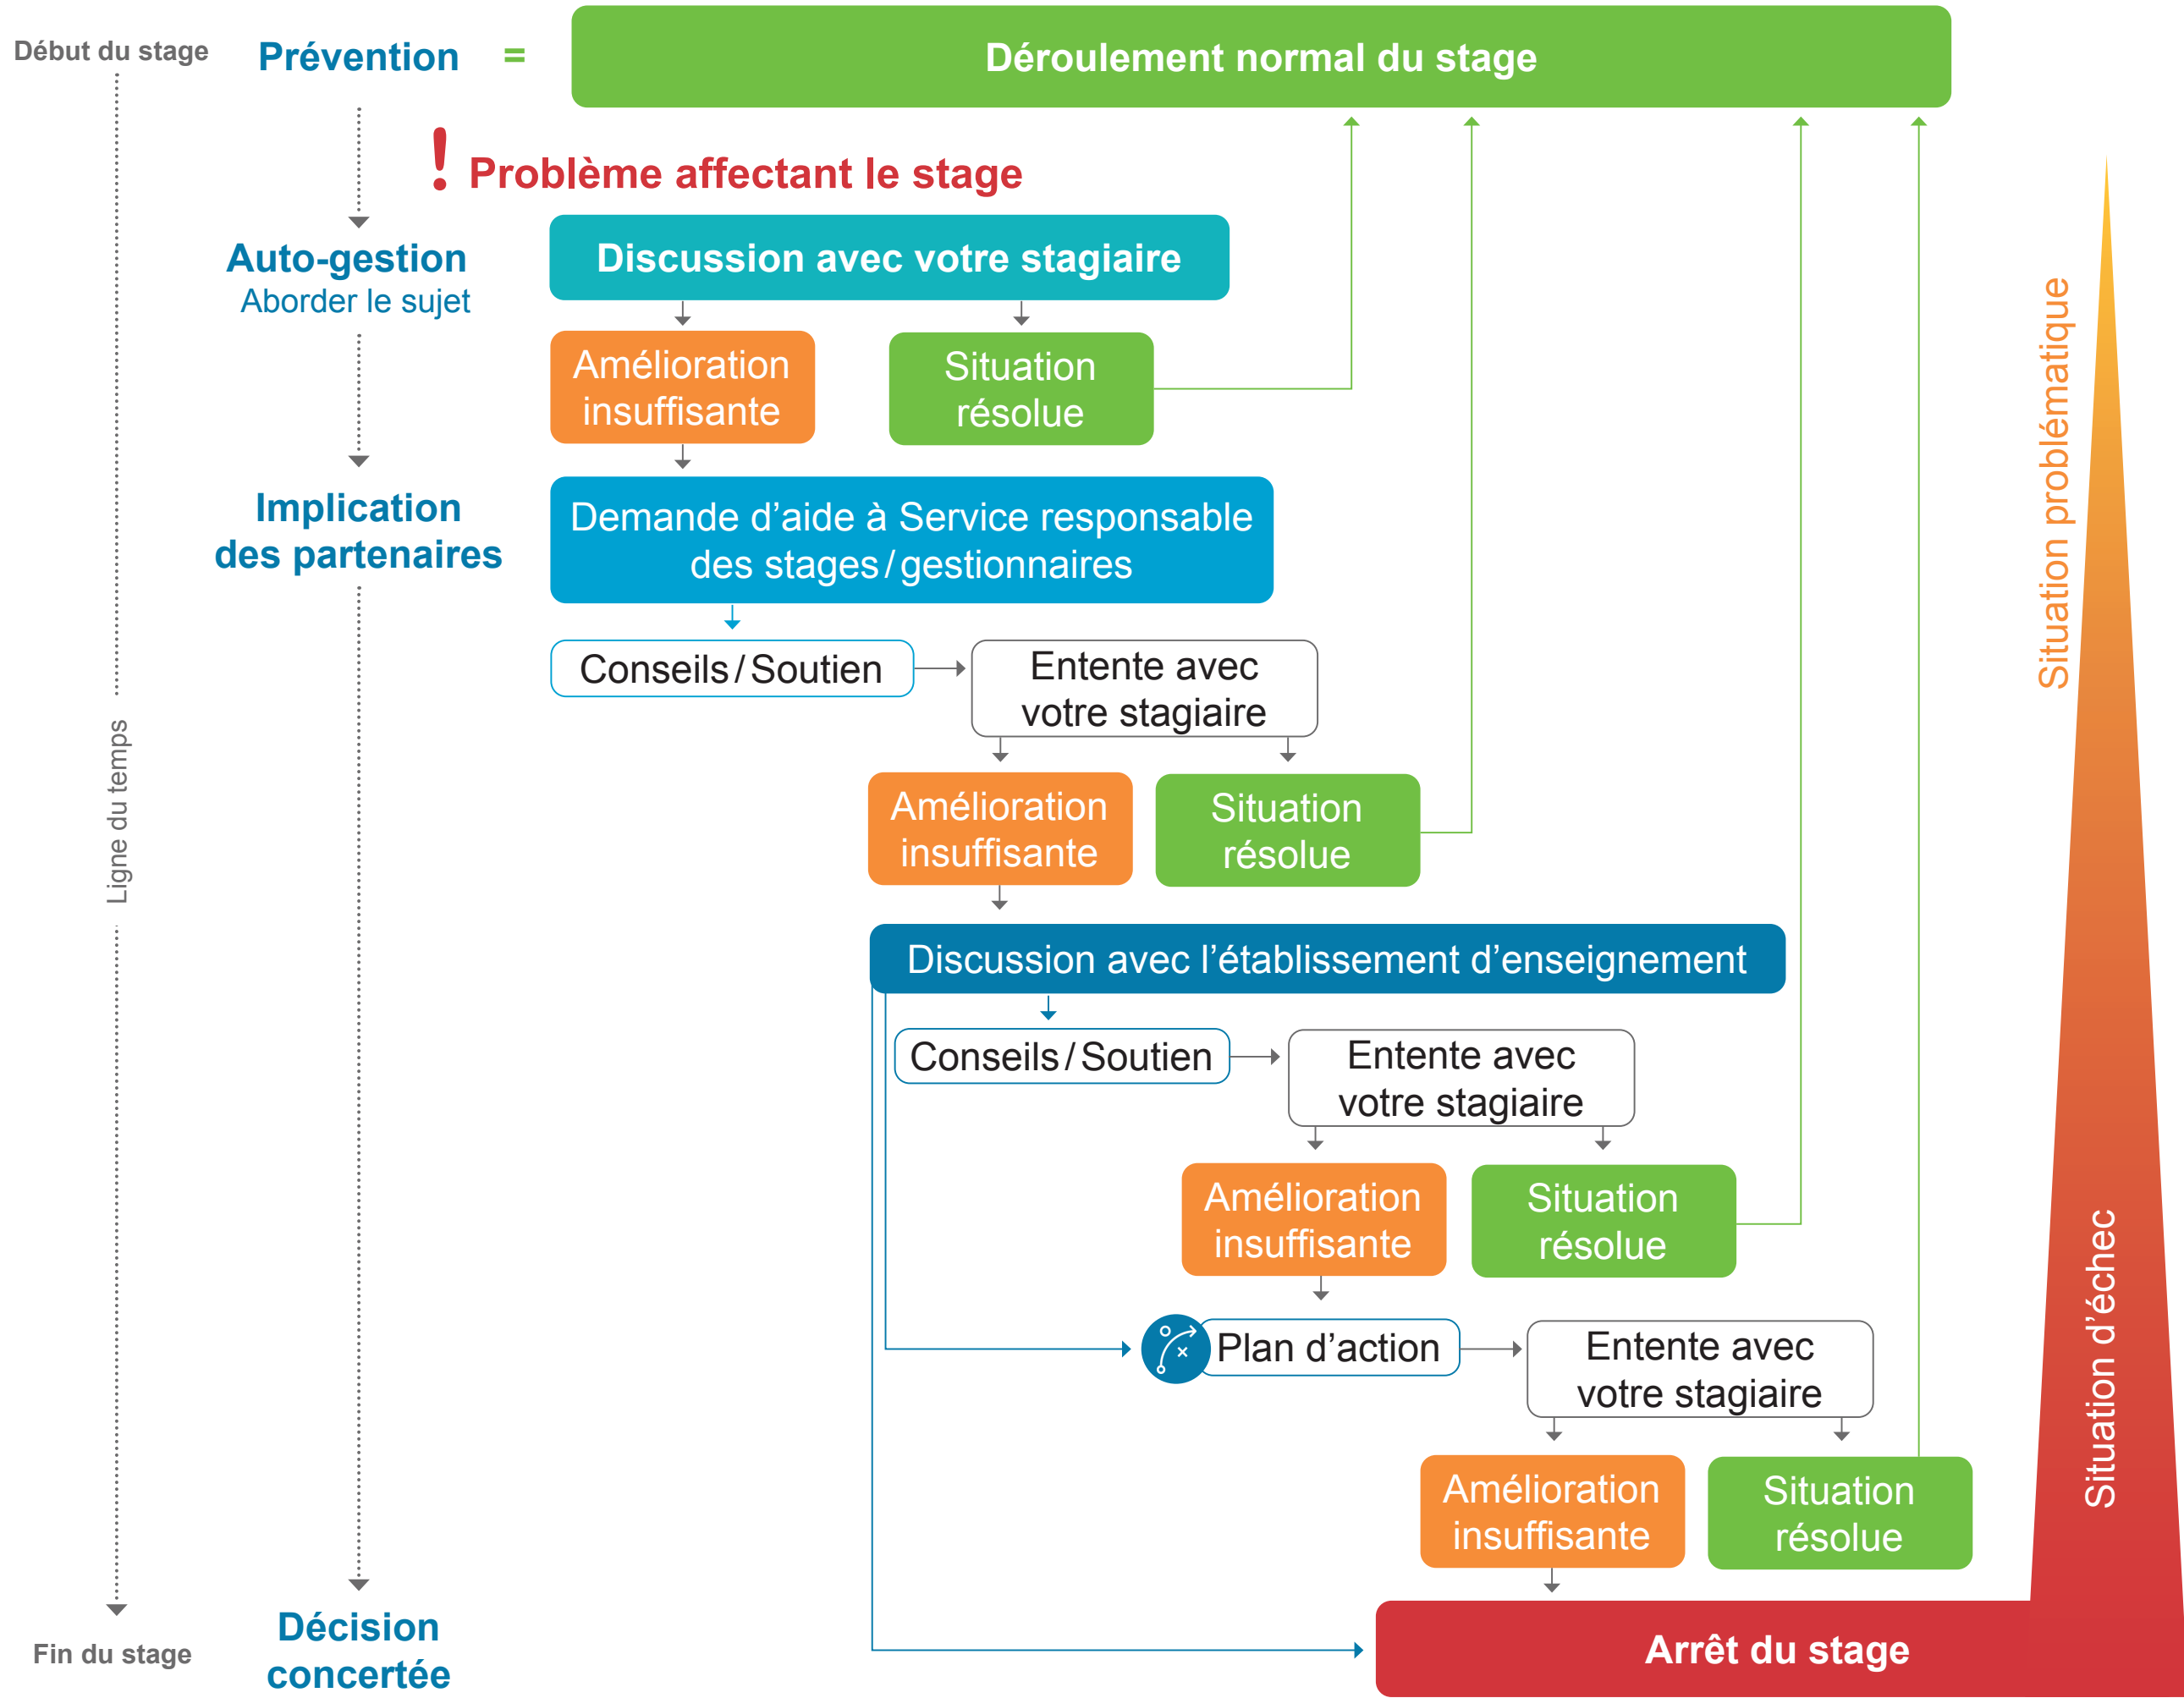 Début du stage
Prévention =
Déroulement normal du stage
! Problème affectant le stage
Auto-gestion
Aborder le sujet
Discussion avec votre stagiaire
Amélioration
insuffisante
Situation
résolue
Implication
des partenaires
Demande d’aide à Service responsable
des stages/gestionnaires
Conseils/Soutien
Entente avec
votre stagiaire
Amélioration
insuffisante
Situation
résolue
Discussion avec l’établissement d’enseignement
Conseils/Soutien
Entente avec
votre stagiaire
Amélioration
insuffisante
Situation
résolue
Plan d’action
Entente avec
votre stagiaire
Amélioration
insuffisante
Situation
résolue
Décision
concertée
Arrêt du stage
Ligne du temps
Fin du stage
Situation problématique
Situation d’échec